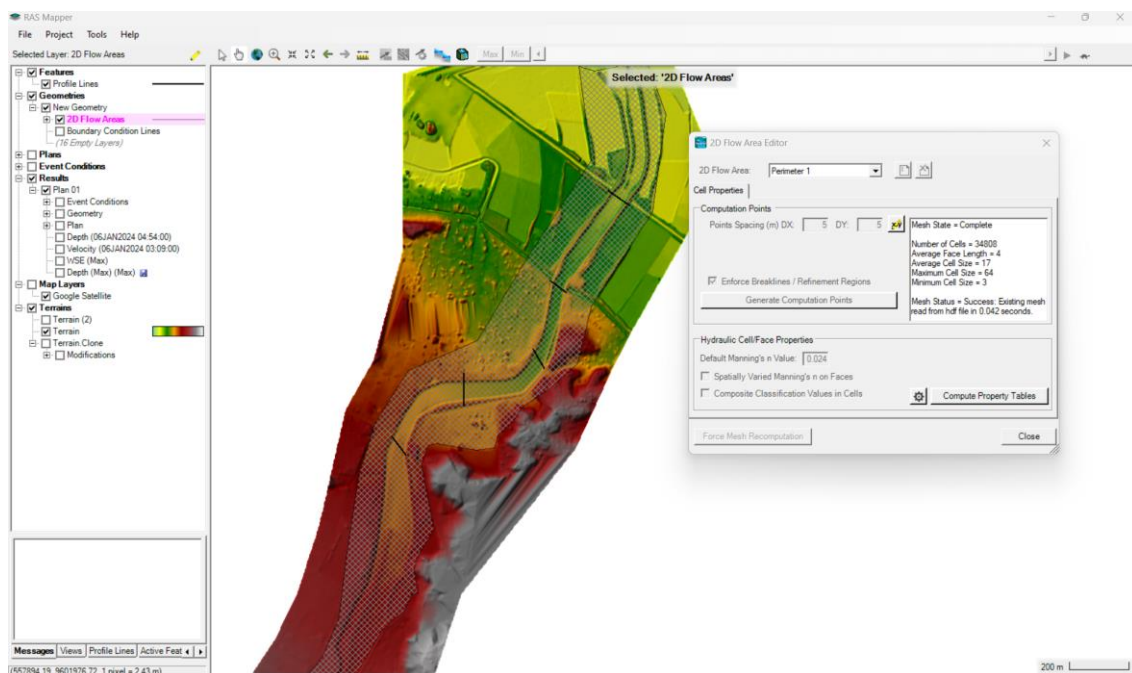 RAS Mapper
File Project Tools Help
Selected Layer: 2D Flow Areas
Max Min
Selected: '2D Flow Areas'
Features
Profile Lines
Geometries
New Geometry
2D Flow Areas
Boundary Condition Lines
(16 Empty Layers)
Plans
Event Conditions
Results
Plan 01
Event Conditions
Geometry
Plan
Depth (06JAN2024 04:54:00)
Velocity (06JAN2024 03:09:00)
WSE (Max)
Depth (Max) (Max)
Map Layers
Google Satellite
Terrains
Terrain (2)
Terrain
Terrain.Clone
Modifications
2D Flow Area Editor
2D Flow Area: Perimeter 1
Cell Properties
Computation Points
Points Spacing (m) DX: 5 DY: 5
Enforce Breaklines / Refinement Regions
Generate Computation Points
Mesh State = Complete
Number of Cells = 34808
Average Face Length = 4
Average Cell Size = 17
Maximum Cell Size = 64
Minimum Cell Size = 3
Mesh Status = Success: Existing mesh
read from hdf file in 0.042 seconds.
Hydraulic Cell/Face Properties
Default Manning's n Value: 0.024
Spatially Varied Manning's n on Faces
Composite Classification Values in Cells
Compute Property Tables
Force Mesh Recomputation
Close
Messages Views Profile Lines Active Feat
(557894.19, 9601976.72, 1 pixel = 2.43 m)
200 m